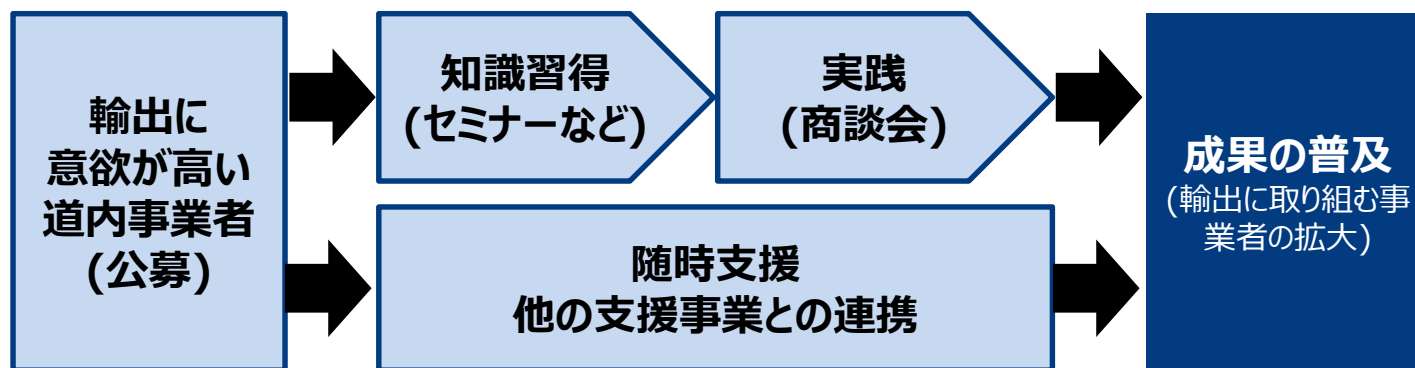 輸出に
意欲が高い
道内事業者
(公募)
知識習得
(セミナーなど)
実践
(商談会)
随時支援
他の支援事業との連携
成果の普及
(輸出に取り組む事
業者の拡大)